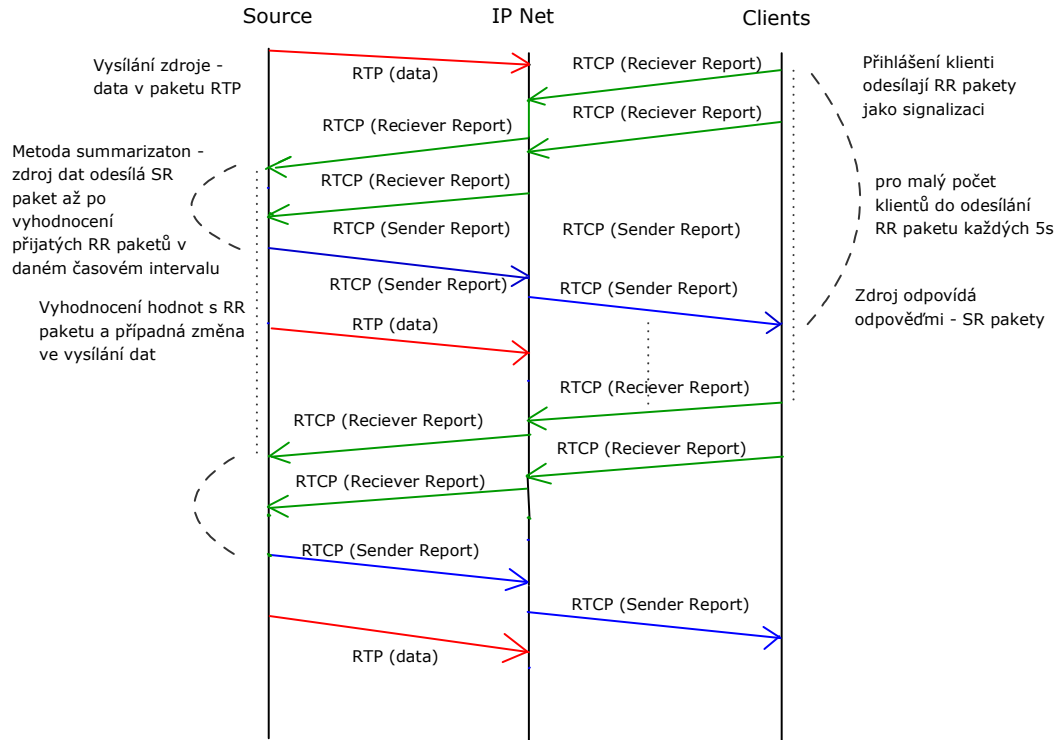 Source
IP Net
Clients
Vysílání zdroje -
data v paketu RTP
RTP (data)
RTCP (Reciever Report)
Přihlášení klienti
odesílají RR pakety
jako signalizaci
RTCP (Reciever Report)
Metoda summarizaton -
zdroj dat odesílá SR
paket až po
vyhodnocení
přijatých RR paketů v
daném časovém intervalu
RTCP (Reciever Report)
pro malý počet
klientů do odesílání
RR paketu každých 5s
RTCP (Sender Report)
RTCP (Sender Report)
RTCP (Sender Report)
RTCP (Sender Report)
Zdroj odpovídá
odpověďmi - SR pakety
Vyhodnocení hodnot s RR
paketu a případná změna
ve vysílání dat
RTP (data)
RTCP (Reciever Report)
RTCP (Reciever Report)
RTCP (Reciever Report)
RTCP (Reciever Report)
RTCP (Sender Report)
RTCP (Sender Report)
RTP (data)